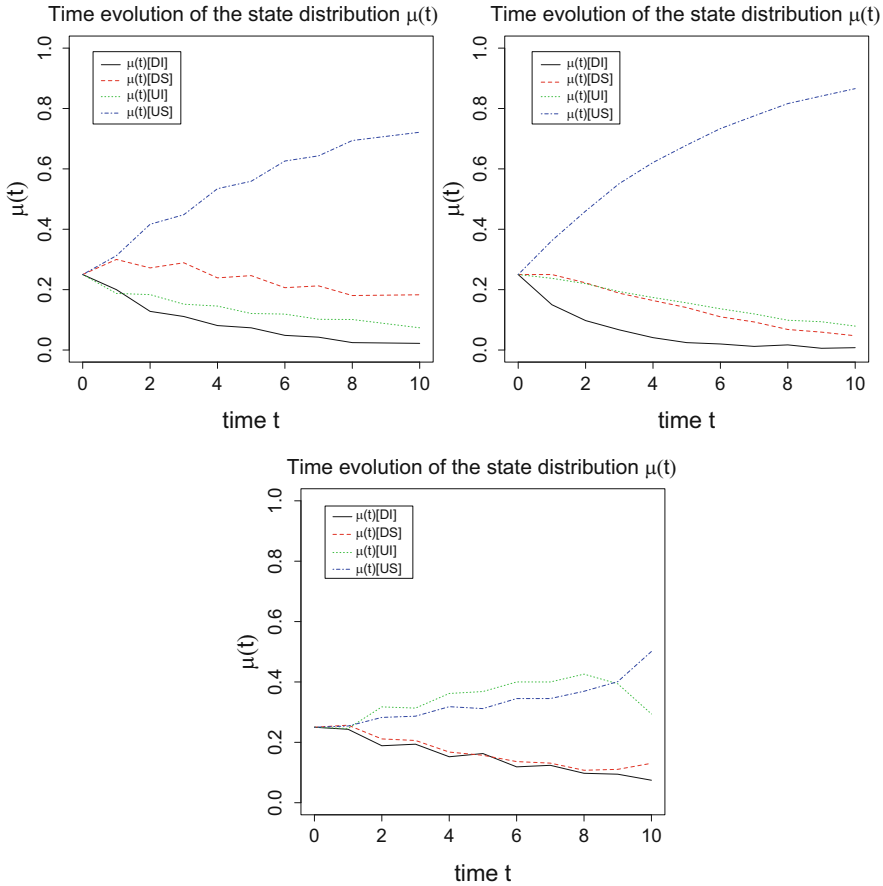 Time evolution of the state distribution μ(t)
μ(t)
1.0
0.8
0.6
0.4
0.2
0.0
μ(t)[DI]
μ(t)[DS]
μ(t)[UI]
μ(t)[US]
0 2 4 6 8 10
time t
Time evolution of the state distribution μ(t)
μ(t)
1.0
0.8
0.6
0.4
0.2
0.0
μ(t)[DI]
μ(t)[DS]
μ(t)[UI]
μ(t)[US]
0 2 4 6 8 10
time t
Time evolution of the state distribution μ(t)
μ(t)
1.0
0.8
0.6
0.4
0.2
0.0
μ(t)[DI]
μ(t)[DS]
μ(t)[UI]
μ(t)[US]
0 2 4 6 8 10
time t